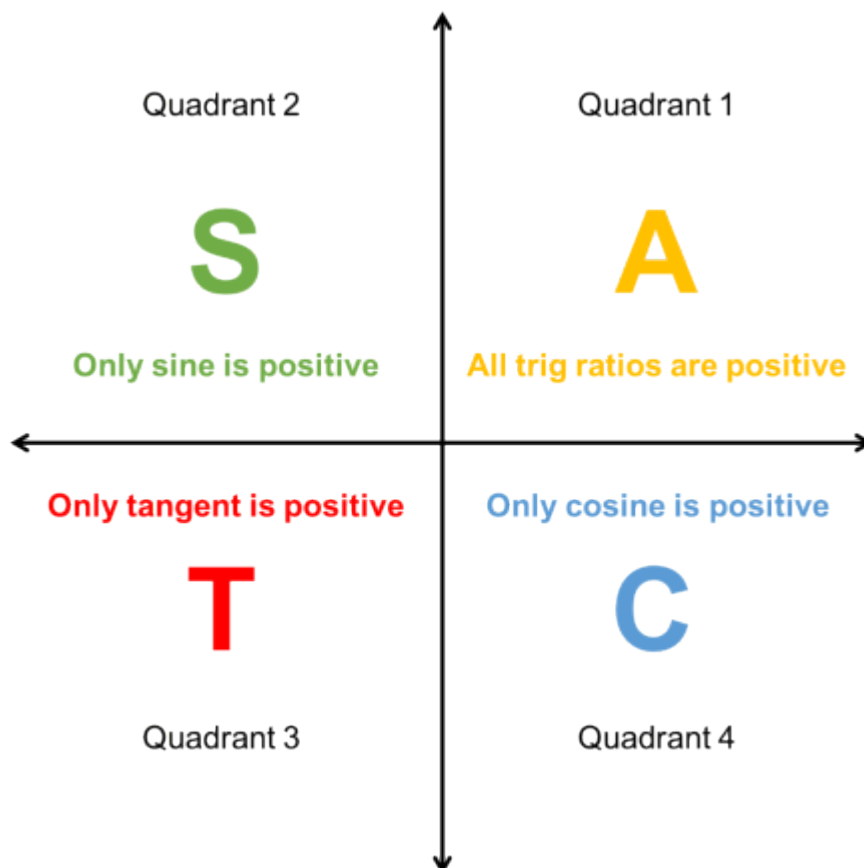 Quadrant 2
Quadrant 1
S
A
Only sine is positive
All trig ratios are positive
Only tangent is positive
Only cosine is positive
T
C
Quadrant 3
Quadrant 4